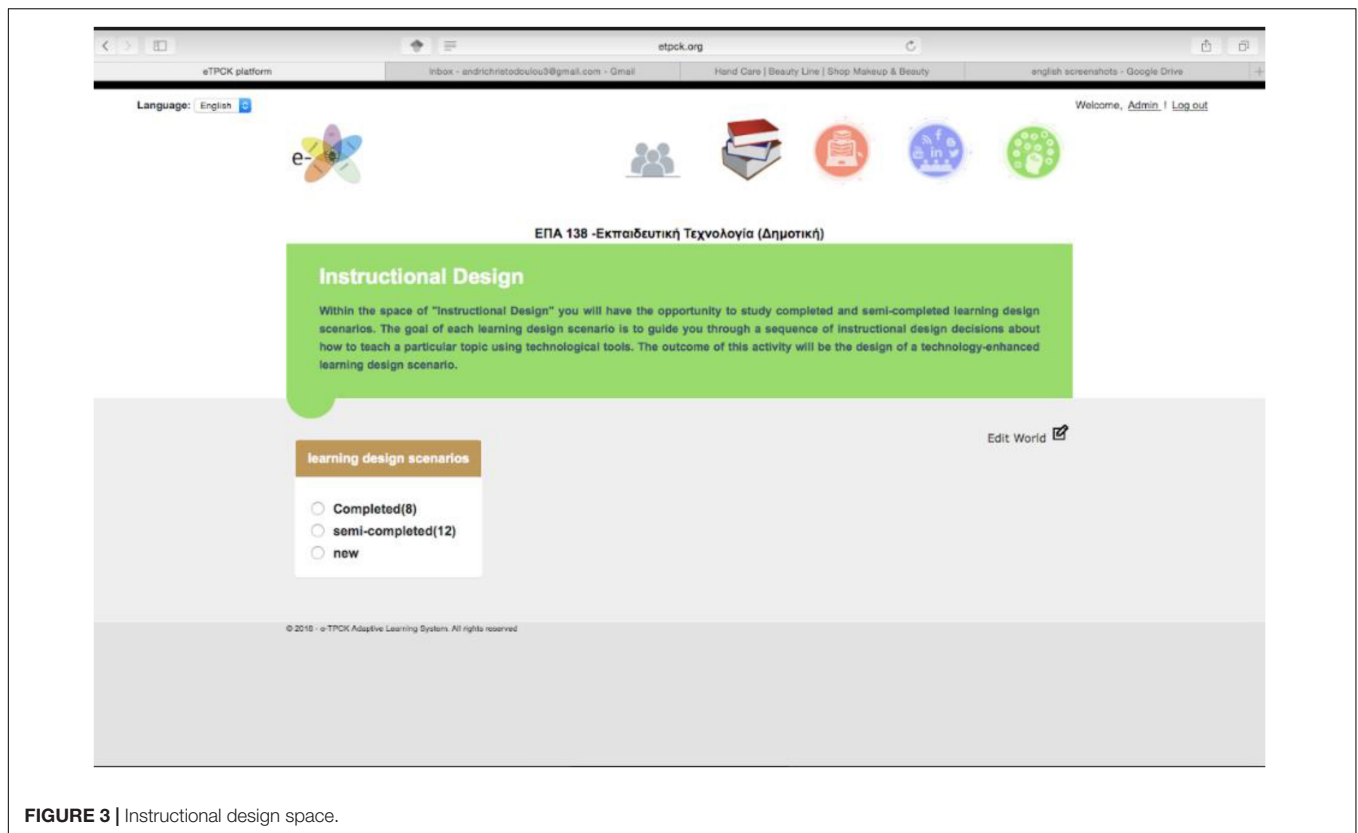 etpck.org
eTPCK platform
Inbox - andrichristodoulou3@gmail.com - Gmail
Hand Care | Beauty Line | Shop Makeup & Beauty
english screenshots - Google Drive
Language: English
Welcome, Admin ! Log out
e-
f
in
ΕΠΑ 138 -Εκπαιδευτική Τεχνολογία (Δημοτική)
Instructional Design
Within the space of "Instructional Design" you will have the opportunity to study completed and semi-completed learning design
scenarios. The goal of each learning design scenario is to guide you through a sequence of instructional design decisions about
how to teach a particular topic using technological tools. The outcome of this activity will be the design of a technology-enhanced
learning design scenario.
Edit World
learning design scenarios
Completed(8)
semi-completed(12)
new
© 2018 - e-TPCK Adaptive Learning System. All rights reserved
FIGURE 3 | Instructional design space.